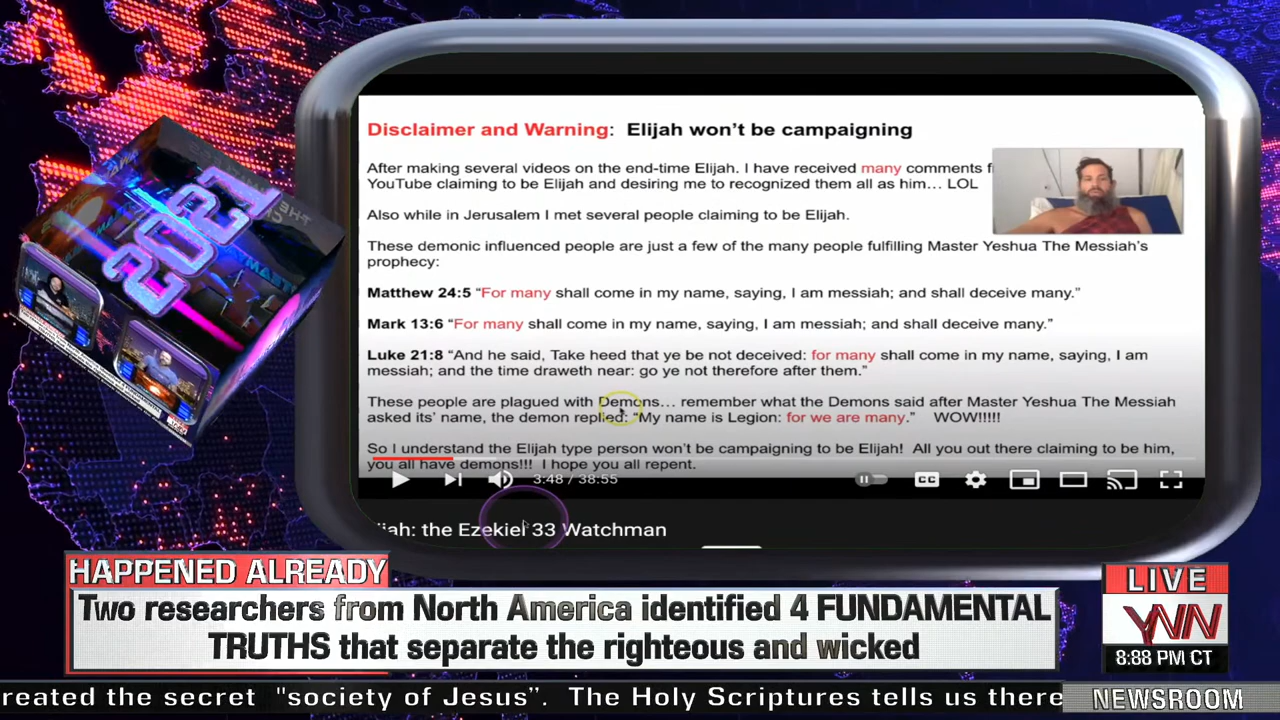 Disclaimer and Warning: Elijah won't be campaigning
After making several videos on the end-time Elijah. I have received many comments f
YouTube claiming to be Elijah and desiring me to recognized them all as him… LOL
Also while in Jerusalem I met several people claiming to be Elijah.
These demonic influenced people are just a few of the many people fulfilling Master Yeshua The Messiah's
prophecy:
Matthew 24:5 “For many shall come in my name, saying, I am messiah; and shall deceive many.”
Mark 13:6 “For many shall come in my name, saying, I am messiah; and shall deceive many.”
Luke 21:8 “And he said, Take heed that ye be not deceived: for many shall come in my name, saying, I am
messiah; and the time draweth near: go ye not therefore after them.”
These people are plagued with Demons… remember what the Demons said after Master Yeshua The Messiah
asked its' name, the demon replied: “My name is Legion: for we are many.” WOW!!!!!
So I understand the Elijah type person won't be campaigning to be Elijah! All you out there claiming to be him,
you all have demons!!! I hope you all repent.
3:48 / 38:55
CC
ijah: the Ezekiel 33 Watchman
2021
HAPPENED ALREADY
Two researchers from North America identified 4 FUNDAMENTAL
TRUTHS that separate the righteous and wicked
LIVE
YNN
8:88 PM CT
reated the secret "society of Jesus". The Holy Scriptures tells us there
NEWSROOM